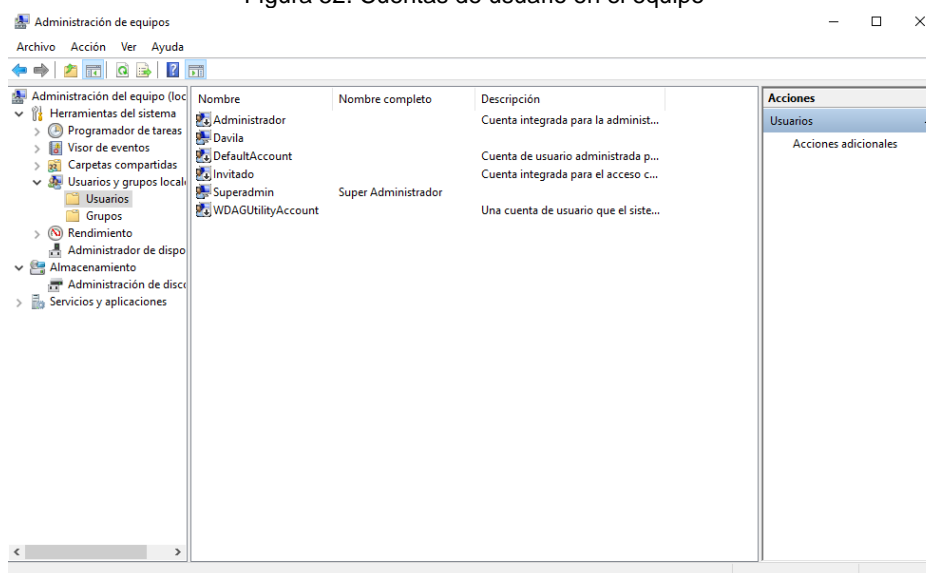 Figura 32. Cuentas de usuario en el equipo
Administración de equipos
Archivo Acción Ver Ayuda
Administración del equipo (loc
Herramientas del sistema
Programador de tareas
Visor de eventos
Carpetas compartidas
Usuarios y grupos locale
Usuarios
Grupos
Rendimiento
Administrador de dispo
Almacenamiento
Administración de disco
Servicios y aplicaciones
Nombre Nombre completo Descripción
Administrador Cuenta integrada para la administ...
Davila
DefaultAccount Cuenta de usuario administrada p...
Invitado Cuenta integrada para el acceso c...
Superadmin Super Administrador
WDAGUtilityAccount Una cuenta de usuario que el siste...
Acciones
Usuarios
Acciones adicionales